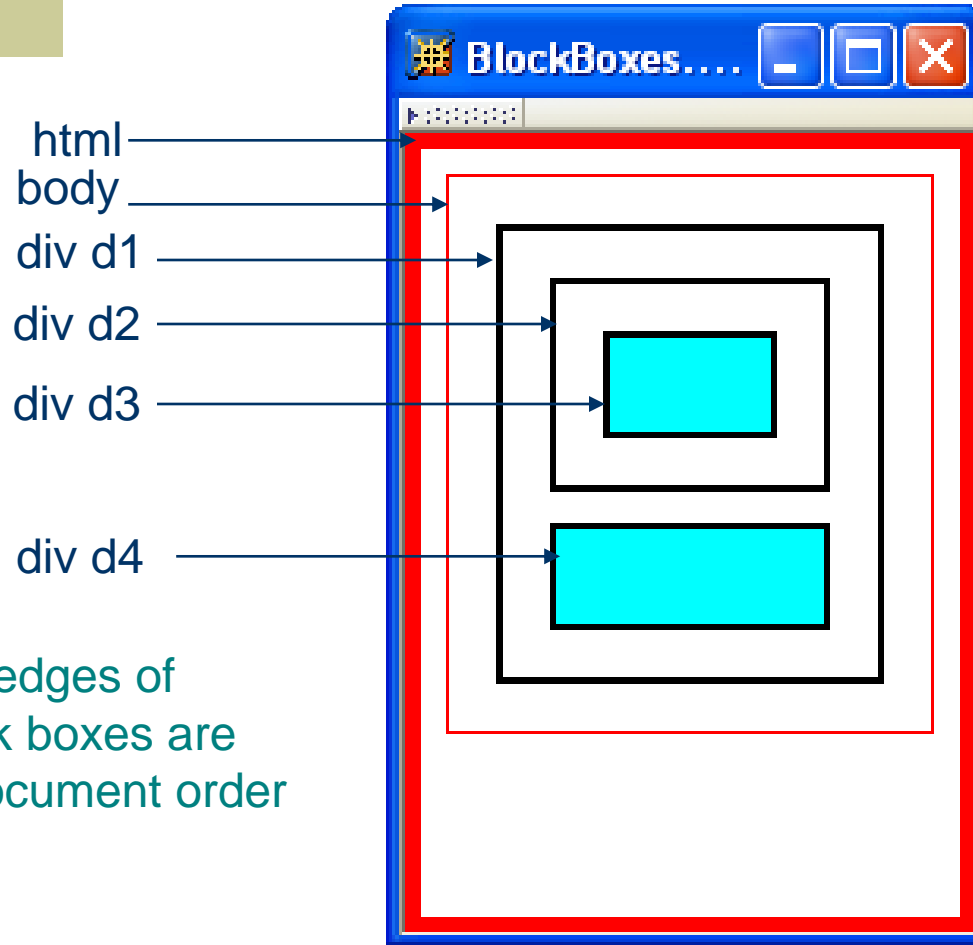 BlockBoxes....
html
body
div d1
div d2
div d3
div d4
edges of
k boxes are
ocument order